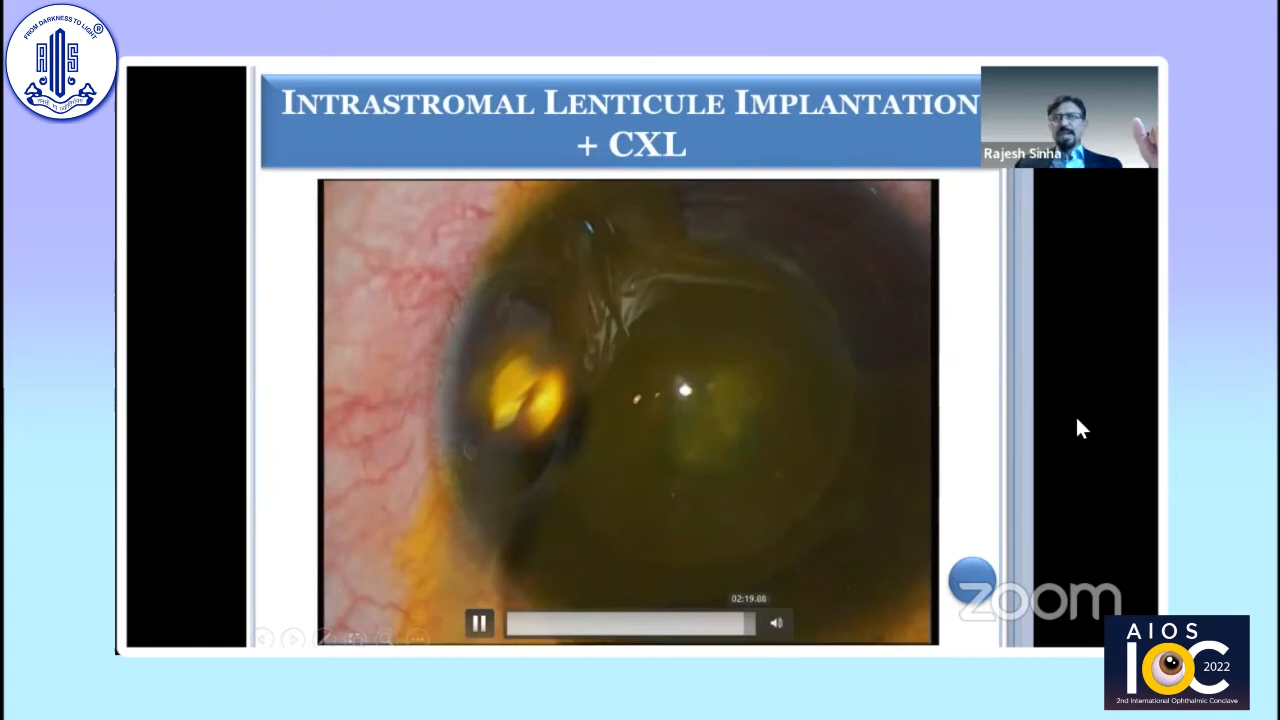 FROM DARKNESS TO LIGHT
®
AIOS
INTRASTROMAL LENTICULE IMPLANTATION
+ CXL
Rajesh Sinha
02:19.88
zoom
AIOS
IOC
2022
2nd International Ophthalmic Conclave